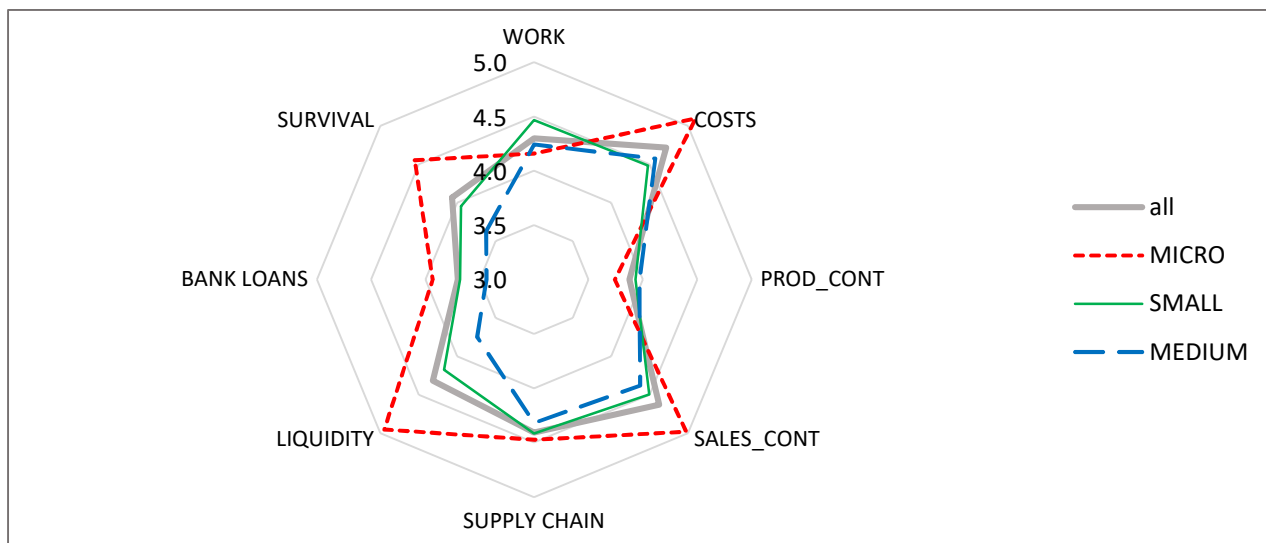 WORK
5.0
4.5
4.0
3.5
3.0
COSTS
PROD_CONT
SALES_CONT
SUPPLY CHAIN
LIQUIDITY
BANK LOANS
SURVIVAL
all
MICRO
SMALL
MEDIUM